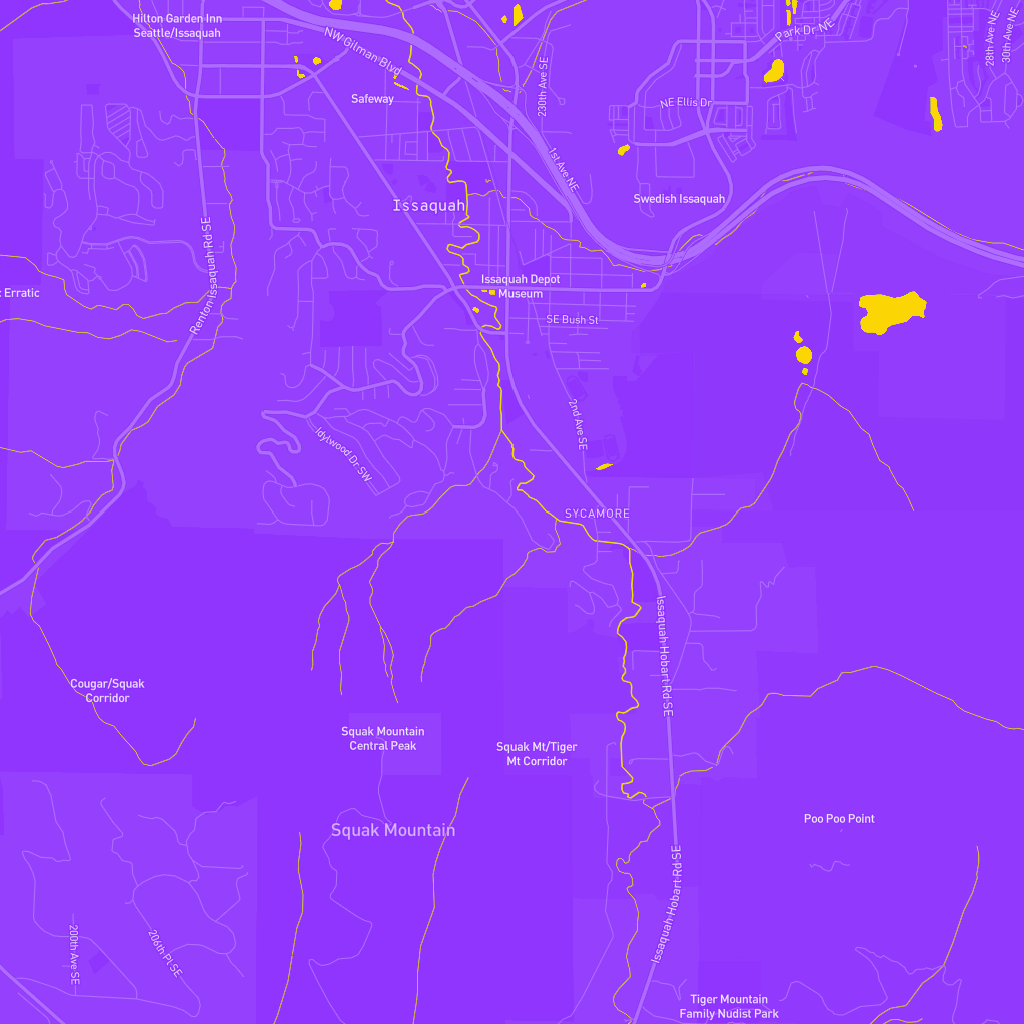 Hilton Garden Inn
Seattle/Issaquah
NW Gilman Blvd
Park Dr NE
28th Ave NE
30th Ave NE
230th Ave SE
Safeway
NE Ellis Dr
1st Ave NE
Issaquah
Swedish Issaquah
Renton Issaquah Rd SE
Issaquah Depot
Museum
Erratic
SE Bush St
2nd Ave SE
Idylwood Dr SW
SYCAMORE
Issaquah Hobart Rd SE
Cougar/Squak
Corridor
Squak Mountain
Central Peak
Squak Mt/Tiger
Mt Corridor
Squak Mountain
Poo Poo Point
Issaquah Hobart Rd SE
200th Ave SE
206th Pl SE
Tiger Mountain
Family Nudist Park